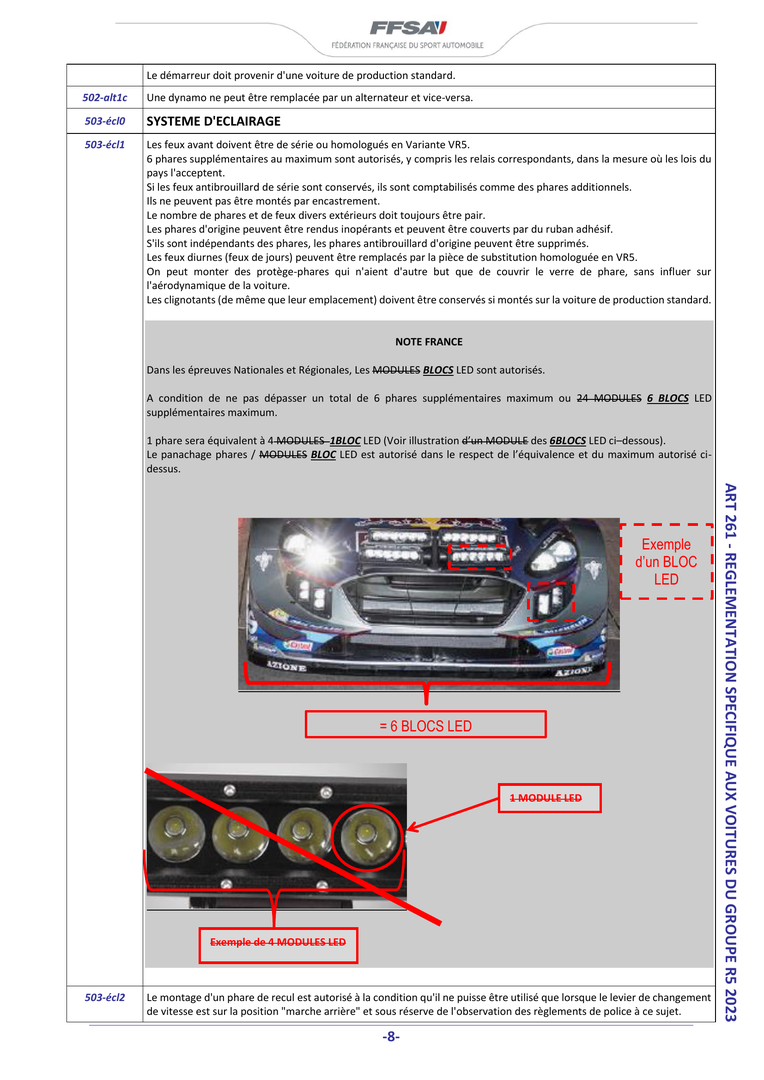 FFSA
FÉDÉRATION FRANÇAISE DU SPORT AUTOMOBILE
Le démarreur doit provenir d'une voiture de production standard.
502-alt1c Une dynamo ne peut être remplacée par un alternateur et vice-versa.
503-écl0 SYSTEME D'ECLAIRAGE
503-écl1 Les feux avant doivent être de série ou homologués en Variante VR5.
6 phares supplémentaires au maximum sont autorisés, y compris les relais correspondants, dans la mesure où les lois du
pays l'acceptent.
Si les feux antibrouillard de série sont conservés, ils sont comptabilisés comme des phares additionnels.
Ils ne peuvent pas être montés par encastrement.
Le nombre de phares et de feux divers extérieurs doit toujours être pair.
Les phares d'origine peuvent être rendus inopérants et peuvent être couverts par du ruban adhésif.
S'ils sont indépendants des phares, les phares antibrouillard d'origine peuvent être supprimés.
Les feux diurnes (feux de jours) peuvent être remplacés par la pièce de substitution homologuée en VR5.
On peut monter des protège-phares qui n'aient d'autre but que de couvrir le verre de phare, sans influer sur
l'aérodynamique de la voiture.
Les clignotants (de même que leur emplacement) doivent être conservés si montés sur la voiture de production standard.
NOTE FRANCE
Dans les épreuves Nationales et Régionales, Les MODULES BLOCS LED sont autorisés.
A condition de ne pas dépasser un total de 6 phares supplémentaires maximum ou 24 MODULES 6 BLOCS LED
supplémentaires maximum.
1 phare sera équivalent à 4 MODULES 1BLOC LED (Voir illustration d'un MODULE des 6BLOCS LED ci–dessous).
Le panachage phares / MODULES BLOC LED est autorisé dans le respect de l'équivalence et du maximum autorisé ci-
dessus.
Exemple
d'un BLOC
LED
Castrol
Castrol
AZIONE
AZIONE
= 6 BLOCS LED
1 MODULE LED
Exemple de 4 MODULES LED
503-écl2 Le montage d'un phare de recul est autorisé à la condition qu'il ne puisse être utilisé que lorsque le levier de changement
de vitesse est sur la position "marche arrière" et sous réserve de l'observation des règlements de police à ce sujet.
ART 261 - REGLEMENTATION SPECIFIQUE AUX VOITURES DU GROUPE R5 2023
-8-